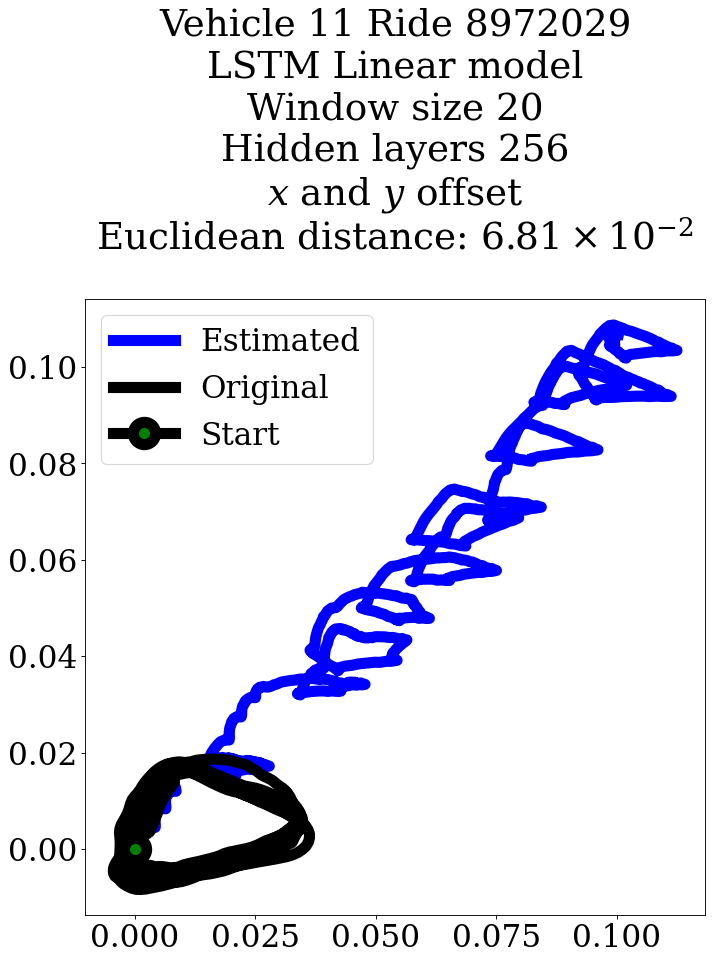 Vehicle 11 Ride 8972029
LSTM Linear model
Window size 20
Hidden layers 256
x and y offset
Euclidean distance: 6.81 × 10⁻²
Estimated
Original
Start
0.10
0.08
0.06
0.04
0.02
0.00
0.000 0.025 0.050 0.075 0.100